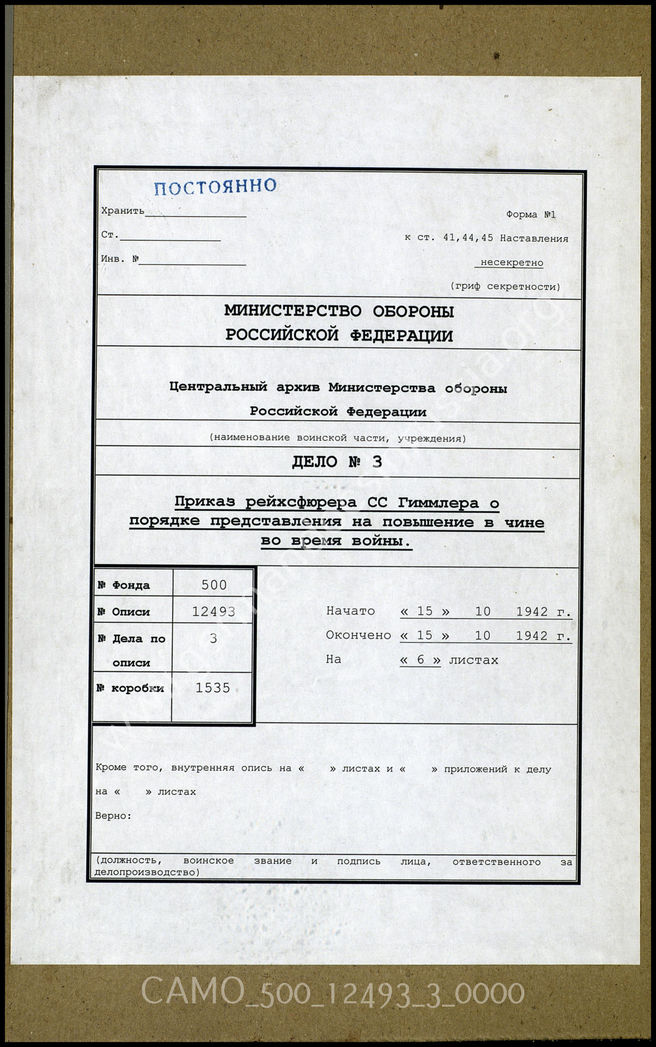 ПОСТОЯННО
Хранить
Форма №1
Ст.
к ст. 41,44,45 Наставления
Инв. №
несекретно
(гриф секретности)
МИНИСТЕРСТВО ОБОРОНЫ
РОССИЙСКОЙ ФЕДЕРАЦИИ
Центральный архив Министерства обороны
Российской Федерации
(наименование воинской части, учреждения)
ДЕЛО № 3
Приказ рейхсфюрера СС Гиммлера о
порядке представления на повышение в чине
во время войны.
№ Фонда 500
№ Описи 12493
№ Дела по описи 3
№ коробки 1535
Начато « 15 » 10 1942 г.
Окончено « 15 » 10 1942 г.
На « 6 » листах
Кроме того, внутренняя опись на « » листах и « » приложений к делу
на « » листах
Верно:
(должность, воинское звание и подпись лица, ответственного за
делопроизводство)
CAMO_500_12493_3_0000